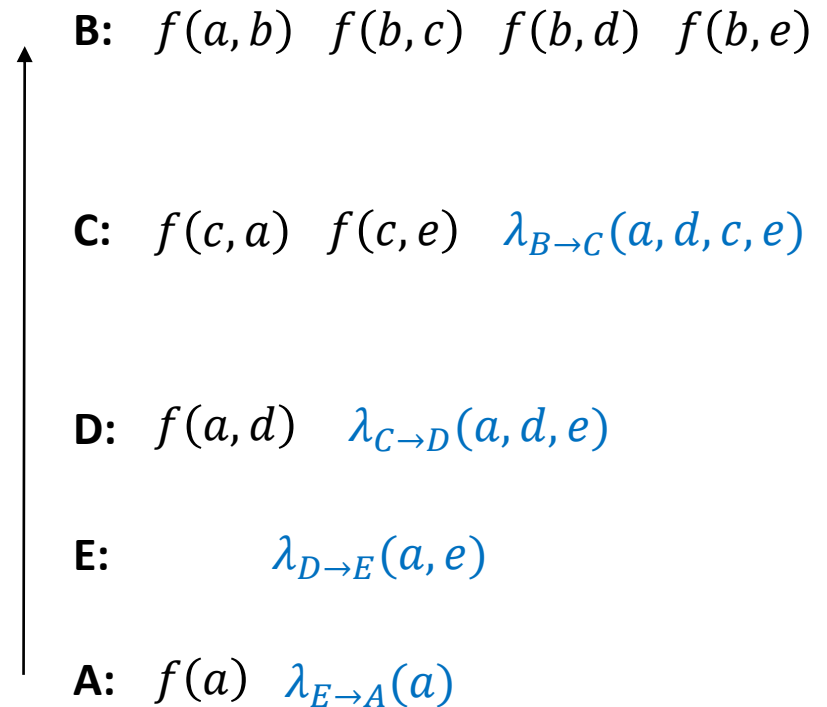 B: f(a, b) f(b, c) f(b, d) f(b, e)
C: f(c, a) f(c, e) λ_{B→C}(a, d, c, e)
D: f(a, d) λ_{C→D}(a, d, e)
E: λ_{D→E}(a, e)
A: f(a) λ_{E→A}(a)